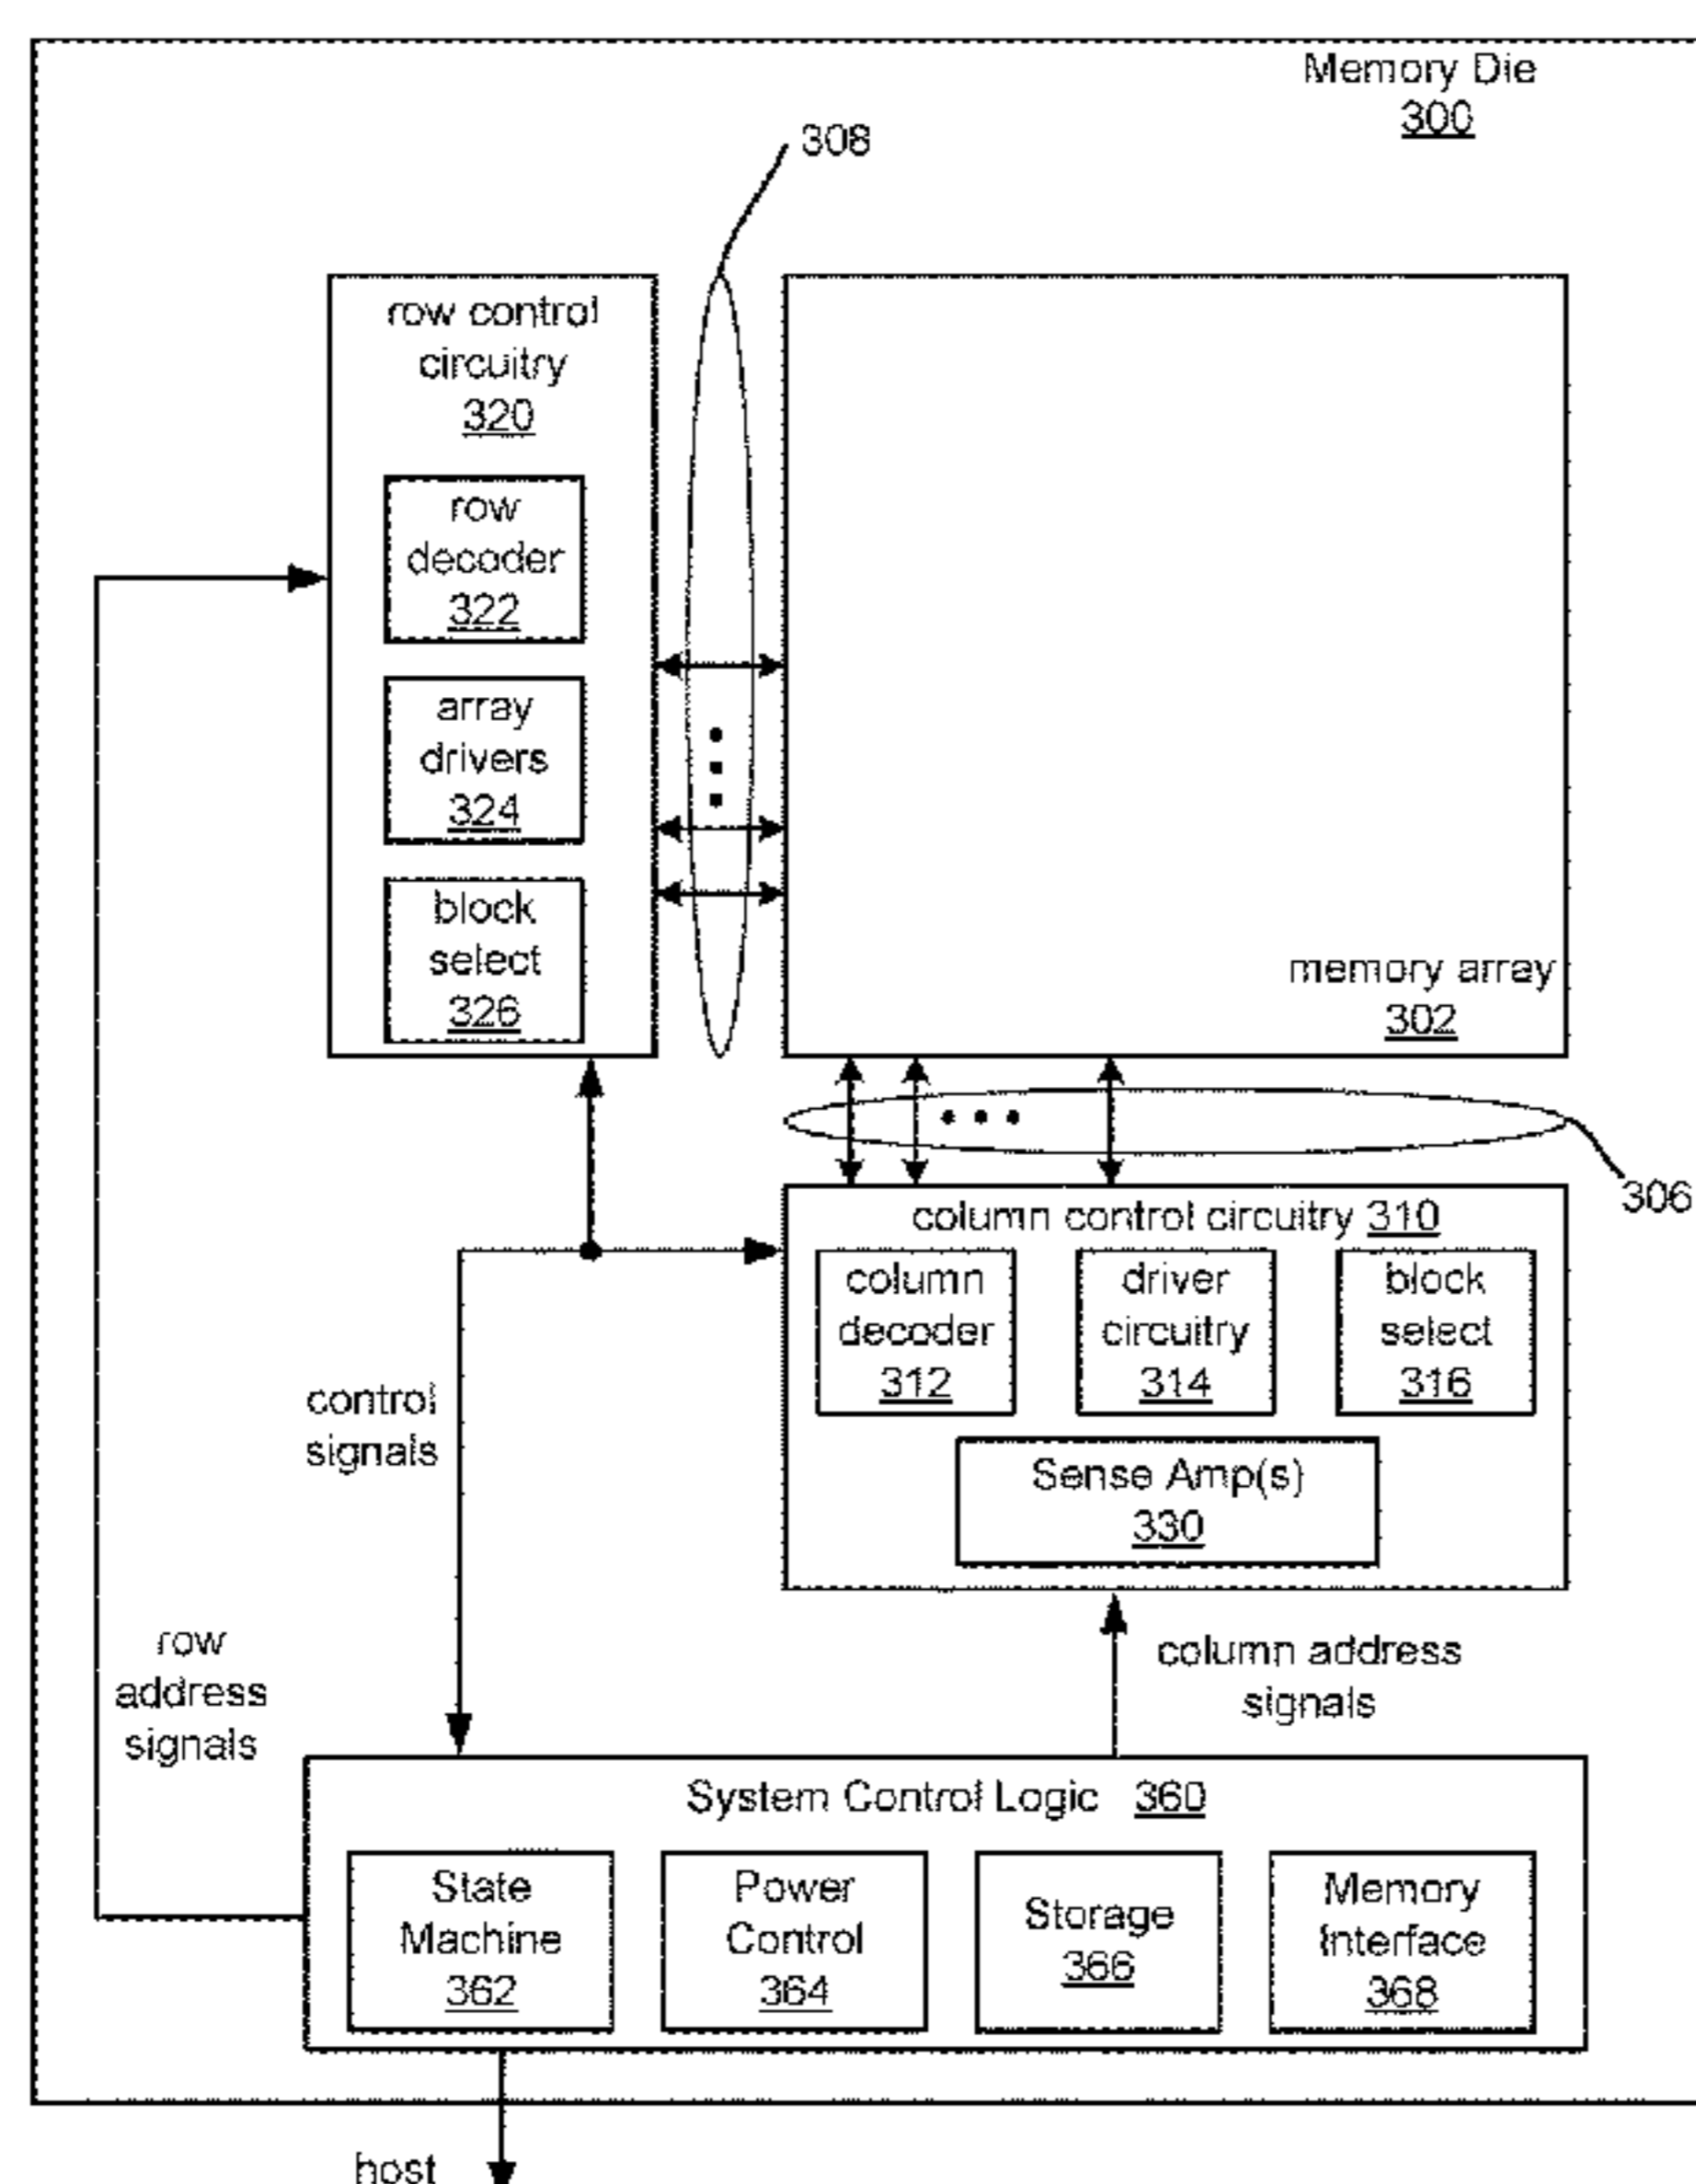 Memory Die
300
308
row control
circuitry
320
row
decoder
322
array
drivers
324
block
select
326
memory array
302
306
column control circuitry 310
column
decoder
312
driver
circuitry
314
block
select
316
Sense Amp(s)
330
control
signals
row
address
signals
column address
signals
System Control Logic 360
State
Machine
362
Power
Control
364
Storage
366
Memory
Interface
368
host